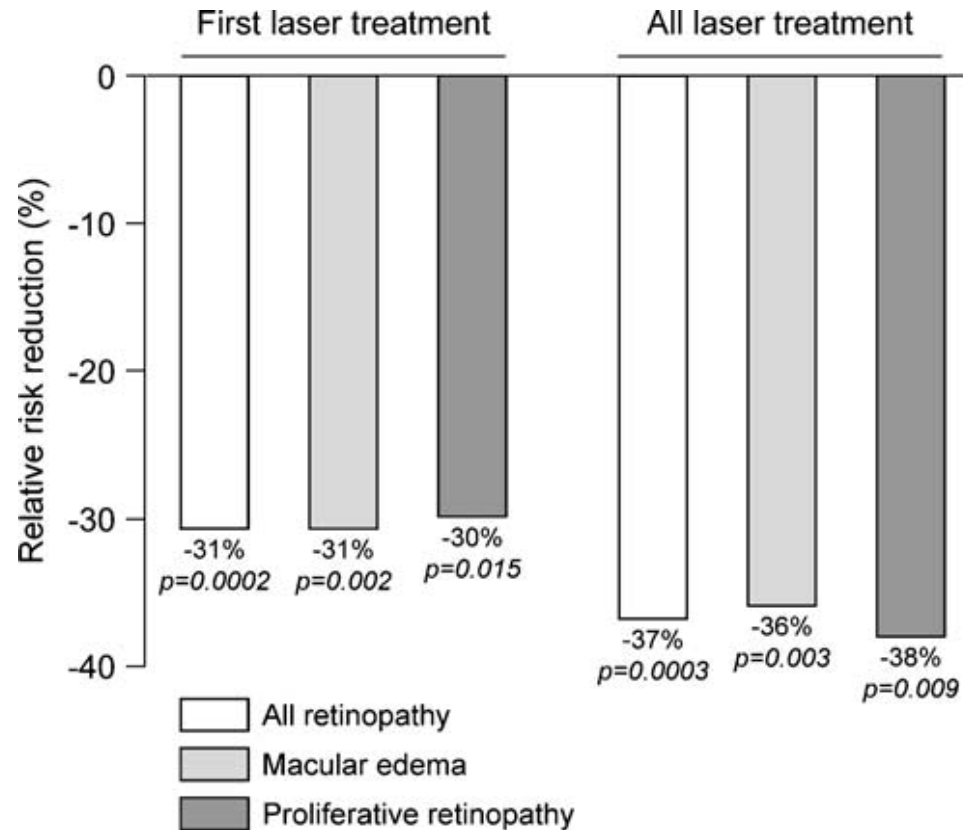 First laser treatment
All laser treatment
Relative risk reduction (%)
0
-10
-20
-30
-40
-31%
p=0.0002
-31%
p=0.002
-30%
p=0.015
-37%
p=0.0003
-36%
p=0.003
-38%
p=0.009
All retinopathy
Macular edema
Proliferative retinopathy